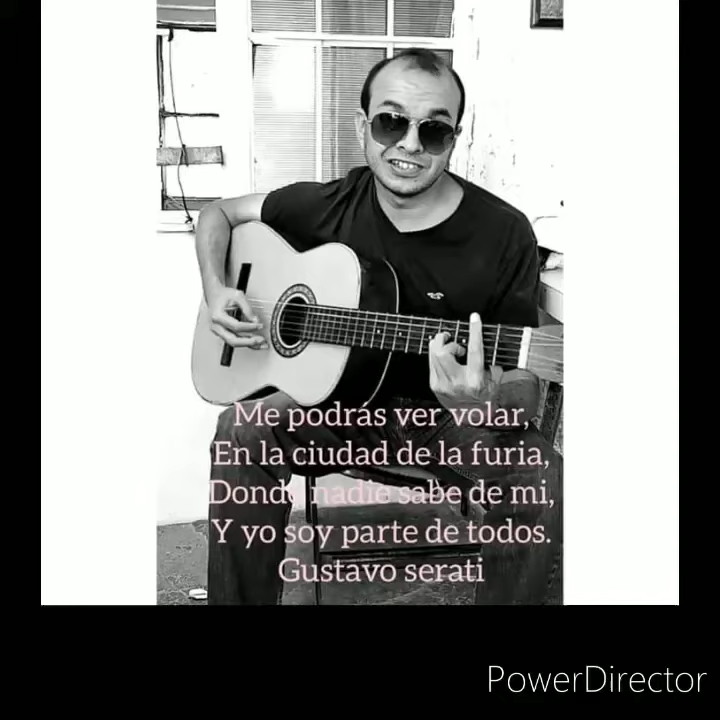 Me podrás ver volar,
En la ciudad de la furia,
Donde nadie sabe de mi,
Y yo soy parte de todos.
Gustavo serati
PowerDirector